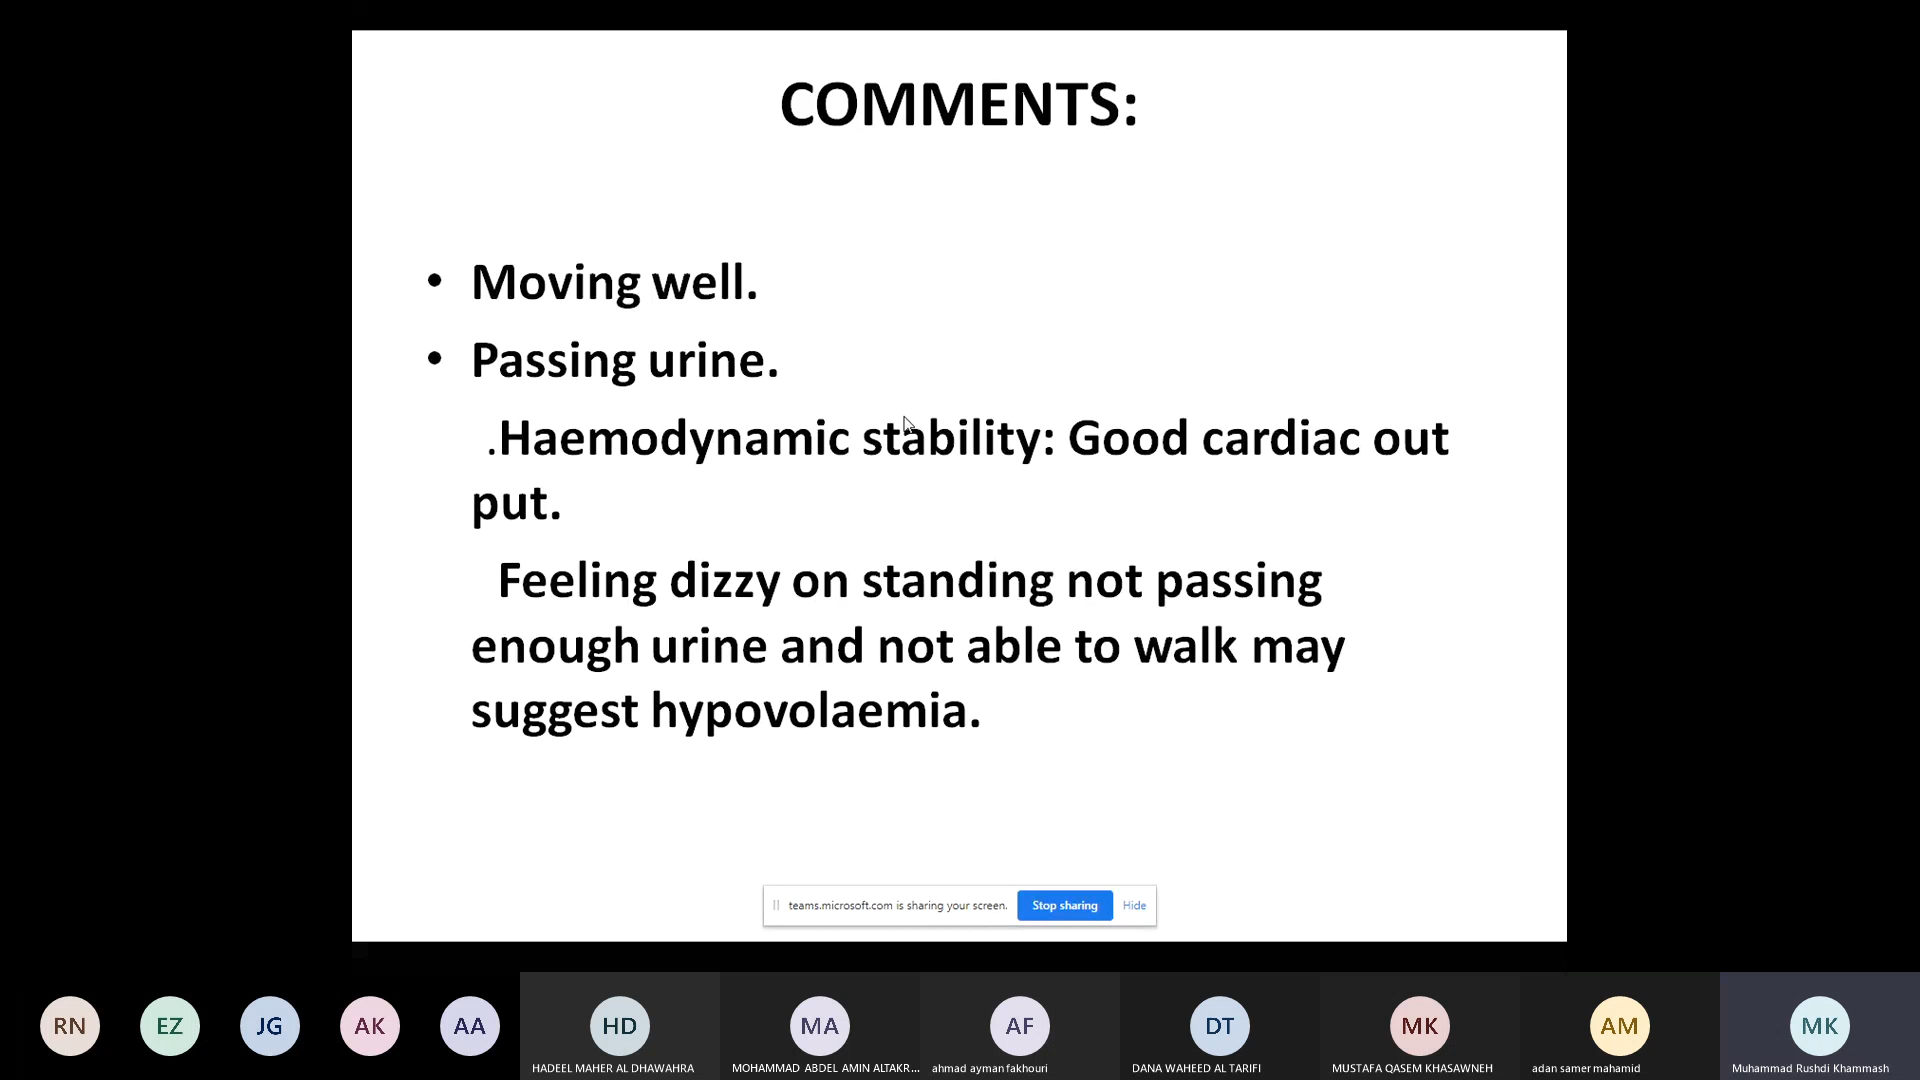 COMMENTS:
• Moving well.
• Passing urine.
.Haemodynamic stability: Good cardiac out
put.
Feeling dizzy on standing not passing
enough urine and not able to walk may
suggest hypovolaemia.
teams.microsoft.com is sharing your screen. Stop sharing Hide
RN EZ JG AK AA HD MA AF DT MK AM MK
HADEEL MAHER AL DHAWAHRA MOHAMMAD ABDEL AMIN ALTAKR... ahmad ayman fakhouri DANA WAHEED AL TARIFI MUSTAFA QASEM KHASAWNEH adan samer mahamid Muhammad Rushdi Khammash